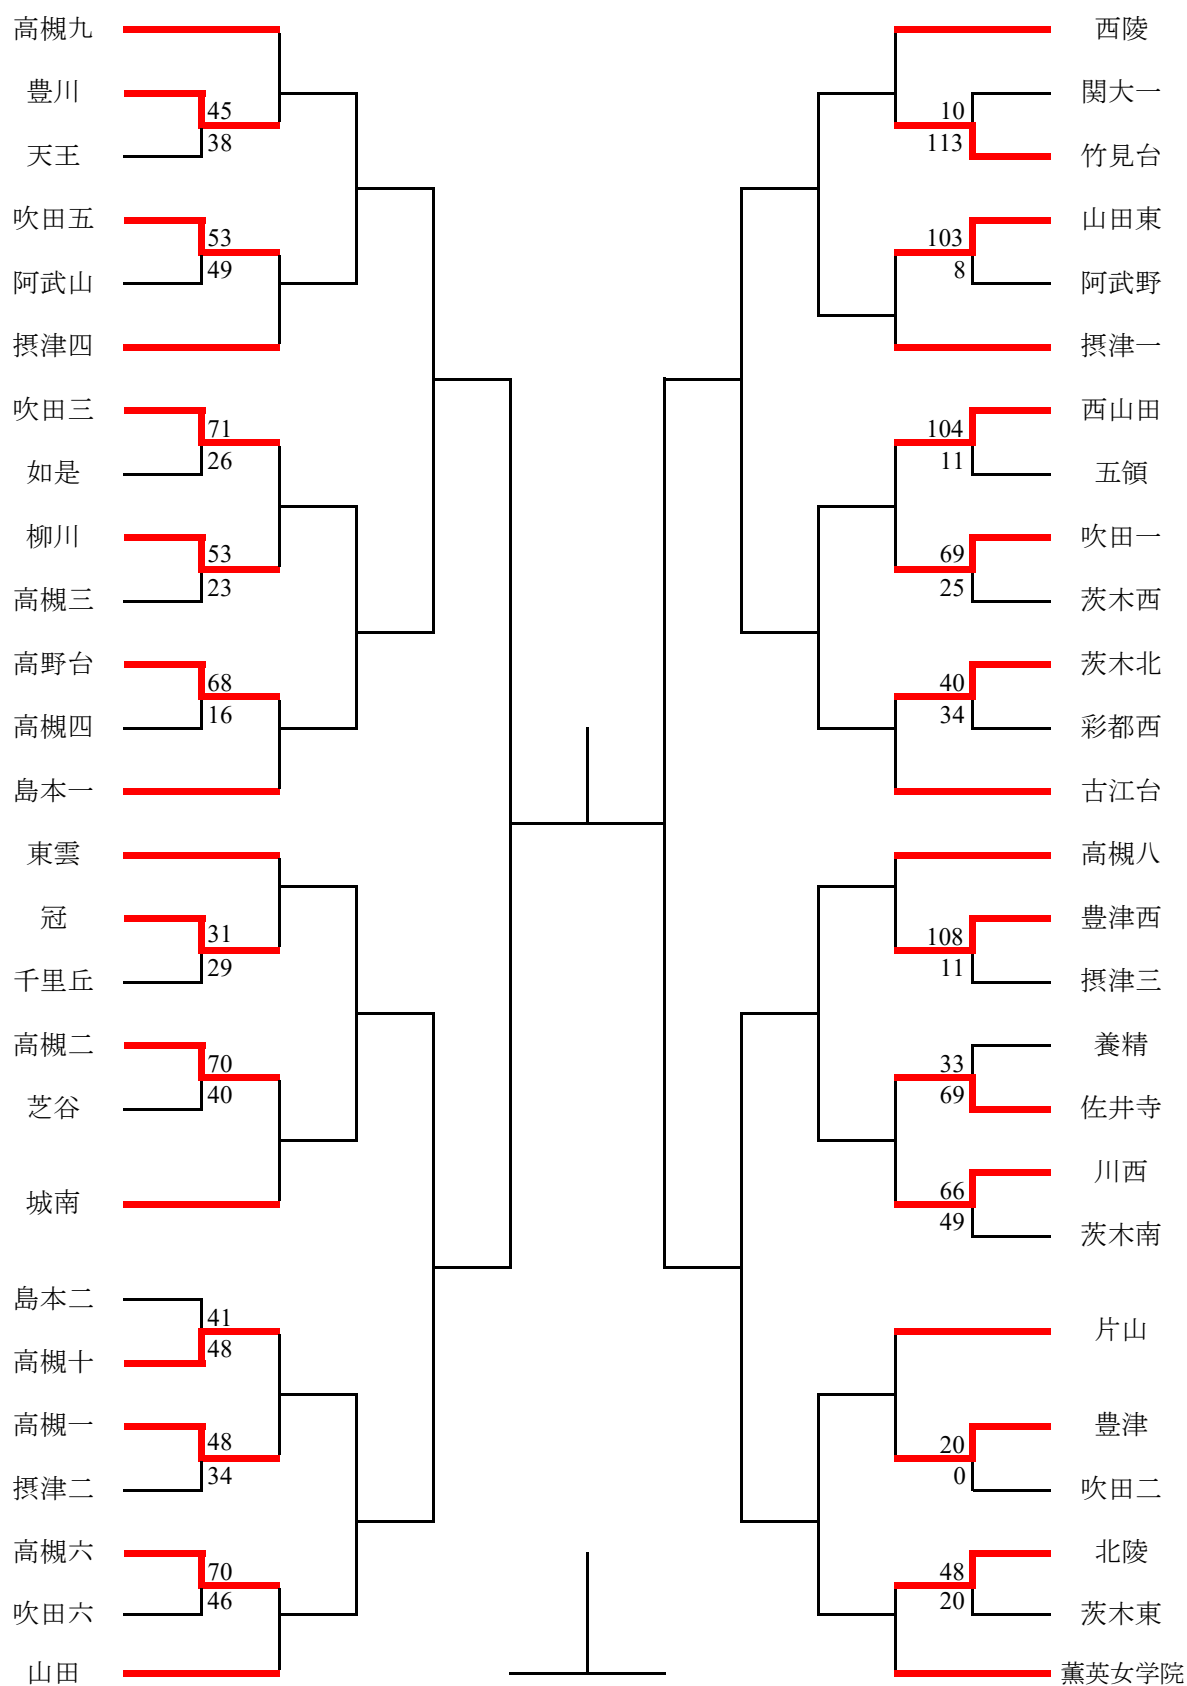 高槻九
豊川
45
38
天王
吹田五
53
49
阿武山
摂津四
吹田三
71
26
如是
柳川
53
23
高槻三
高野台
68
16
高槻四
島本一
東雲
冠
31
29
千里丘
高槻二
70
40
芝谷
城南
島本二
41
48
高槻十
高槻一
48
34
摂津二
高槻六
70
46
吹田六
山田
西陵
関大一
10
113
竹見台
山田東
103
8
阿武野
摂津一
西山田
104
11
五領
吹田一
69
25
茨木西
茨木北
40
34
彩都西
古江台
高槻八
豊津西
108
11
摂津三
養精
33
69
佐井寺
川西
66
49
茨木南
片山
豊津
20
0
吹田二
北陵
48
20
茨木東
薫英女学院